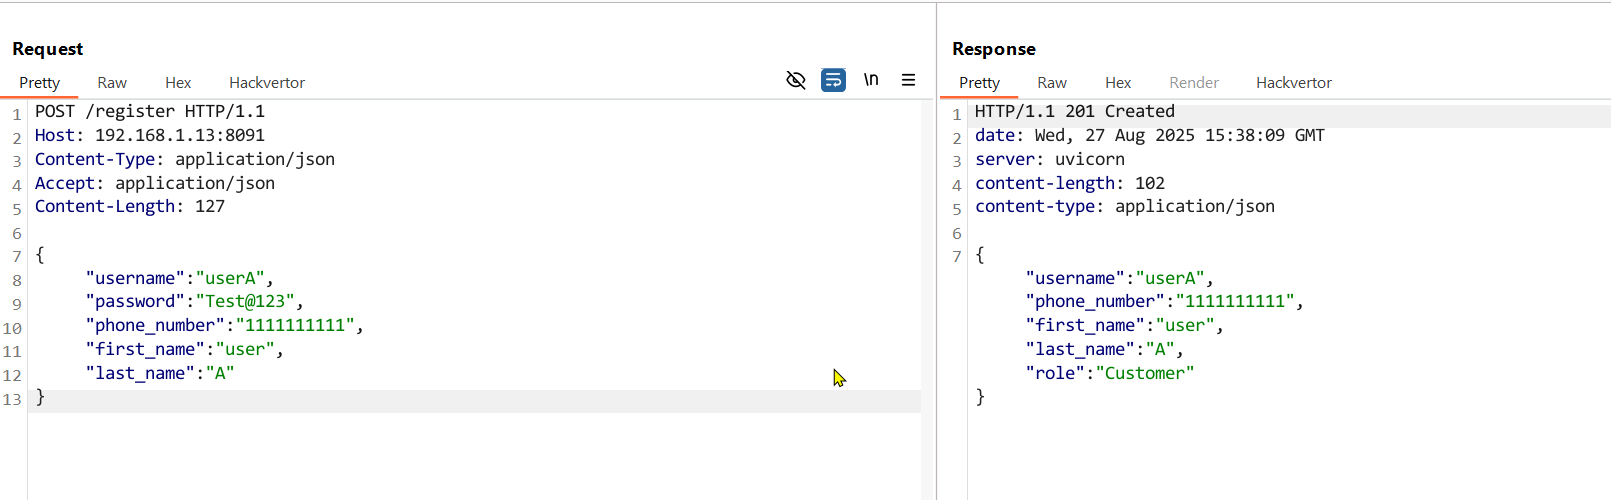 Request
Pretty Raw Hex Hackvertor \n
1 POST /register HTTP/1.1
2 Host: 192.168.1.13:8091
3 Content-Type: application/json
4 Accept: application/json
5 Content-Length: 127
6
7 {
8 "username":"userA",
9 "password":"Test@123",
10 "phone_number":"1111111111",
11 "first_name":"user",
12 "last_name":"A"
13 }
Response
Pretty Raw Hex Render Hackvertor
1 HTTP/1.1 201 Created
2 date: Wed, 27 Aug 2025 15:38:09 GMT
3 server: uvicorn
4 content-length: 102
5 content-type: application/json
6
7 {
"username":"userA",
"phone_number":"1111111111",
"first_name":"user",
"last_name":"A",
"role":"Customer"
}